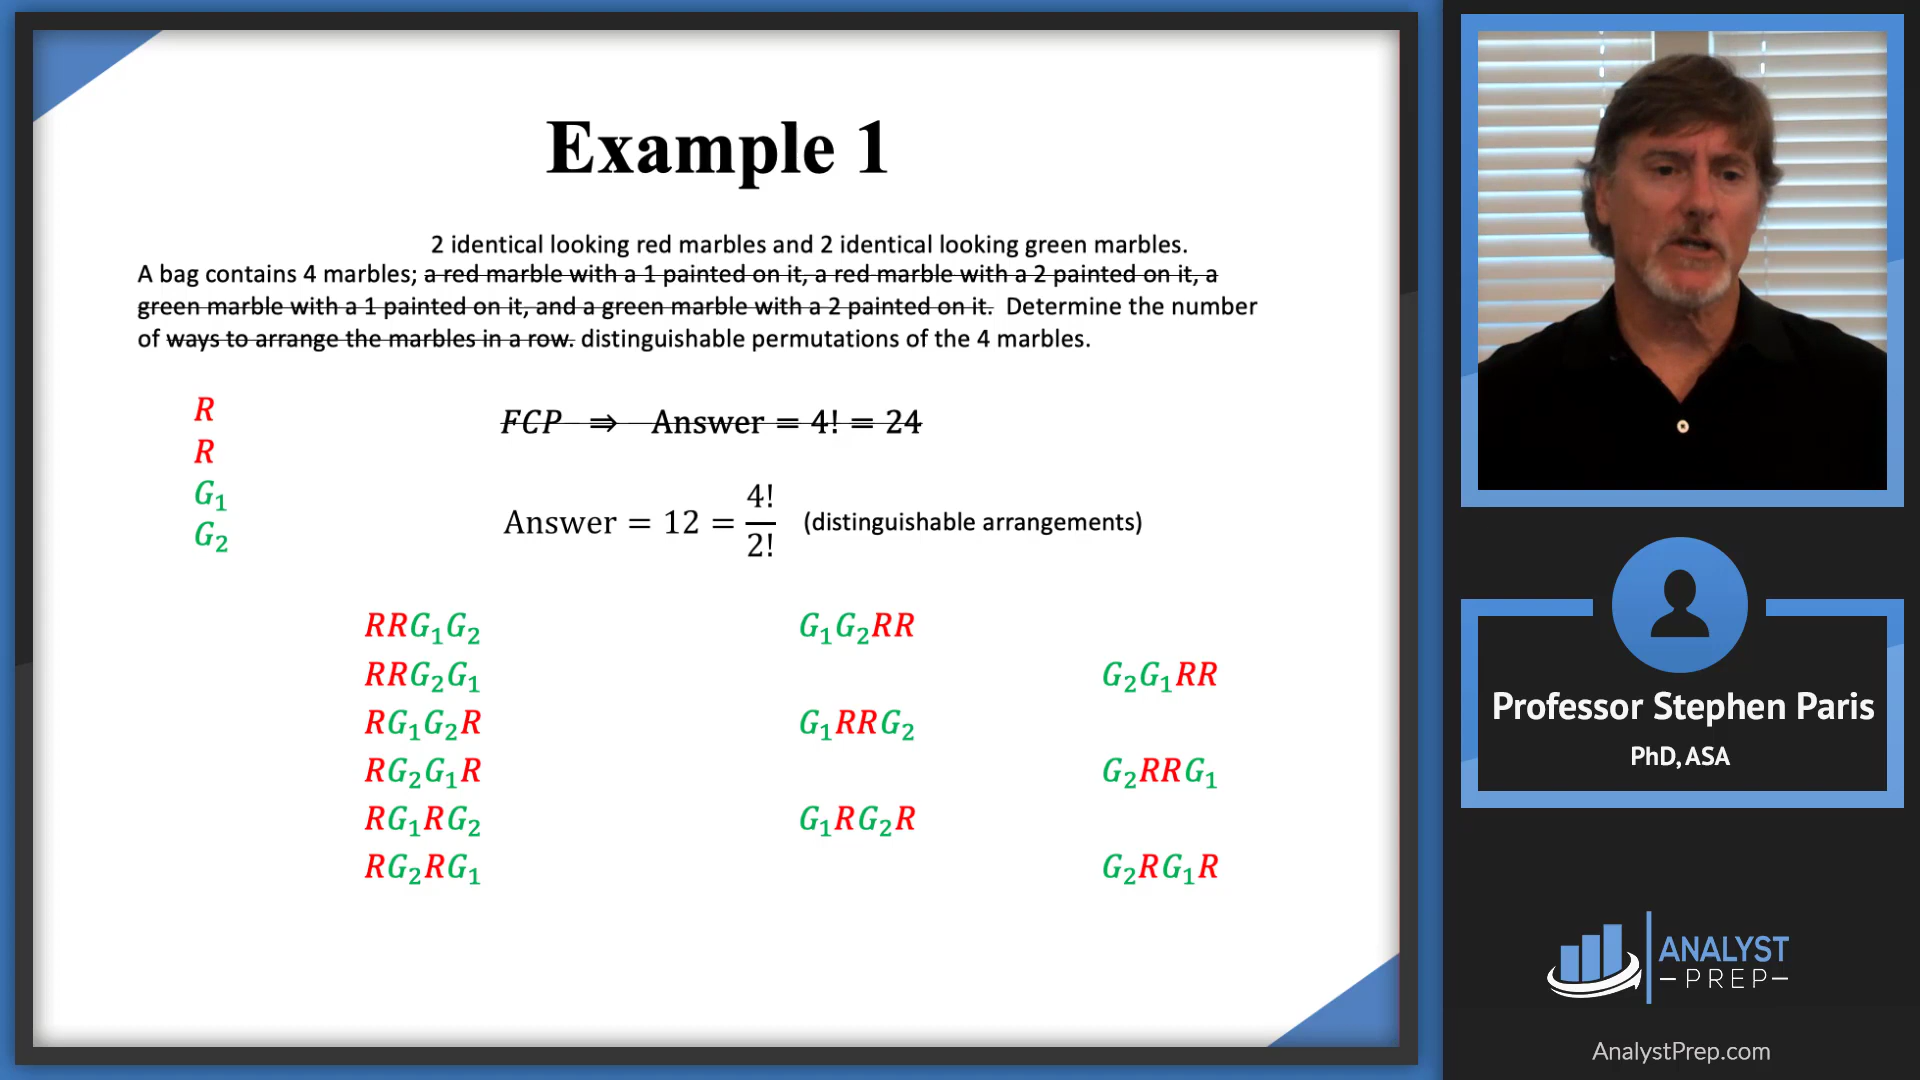 Example 1
2 identical looking red marbles and 2 identical looking green marbles.
A bag contains 4 marbles; a red marble with a 1 painted on it, a red marble with a 2 painted on it, a
green marble with a 1 painted on it, and a green marble with a 2 painted on it. Determine the number
of ways to arrange the marbles in a row. distinguishable permutations of the 4 marbles.
R
R
G₁
G₂
FCP ⇒ Answer = 4! = 24
Answer = 12 = 4!/2! (distinguishable arrangements)
RRG₁G₂ G₁G₂RR
RRG₂G₁ G₂G₁RR
RG₁G₂R G₁RRG₂
RG₂G₁R G₂RRG₁
RG₁RG₂ G₁RG₂R
RG₂RG₁ G₂RG₁R
Professor Stephen Paris
PhD, ASA
ANALYST
PREP
AnalystPrep.com